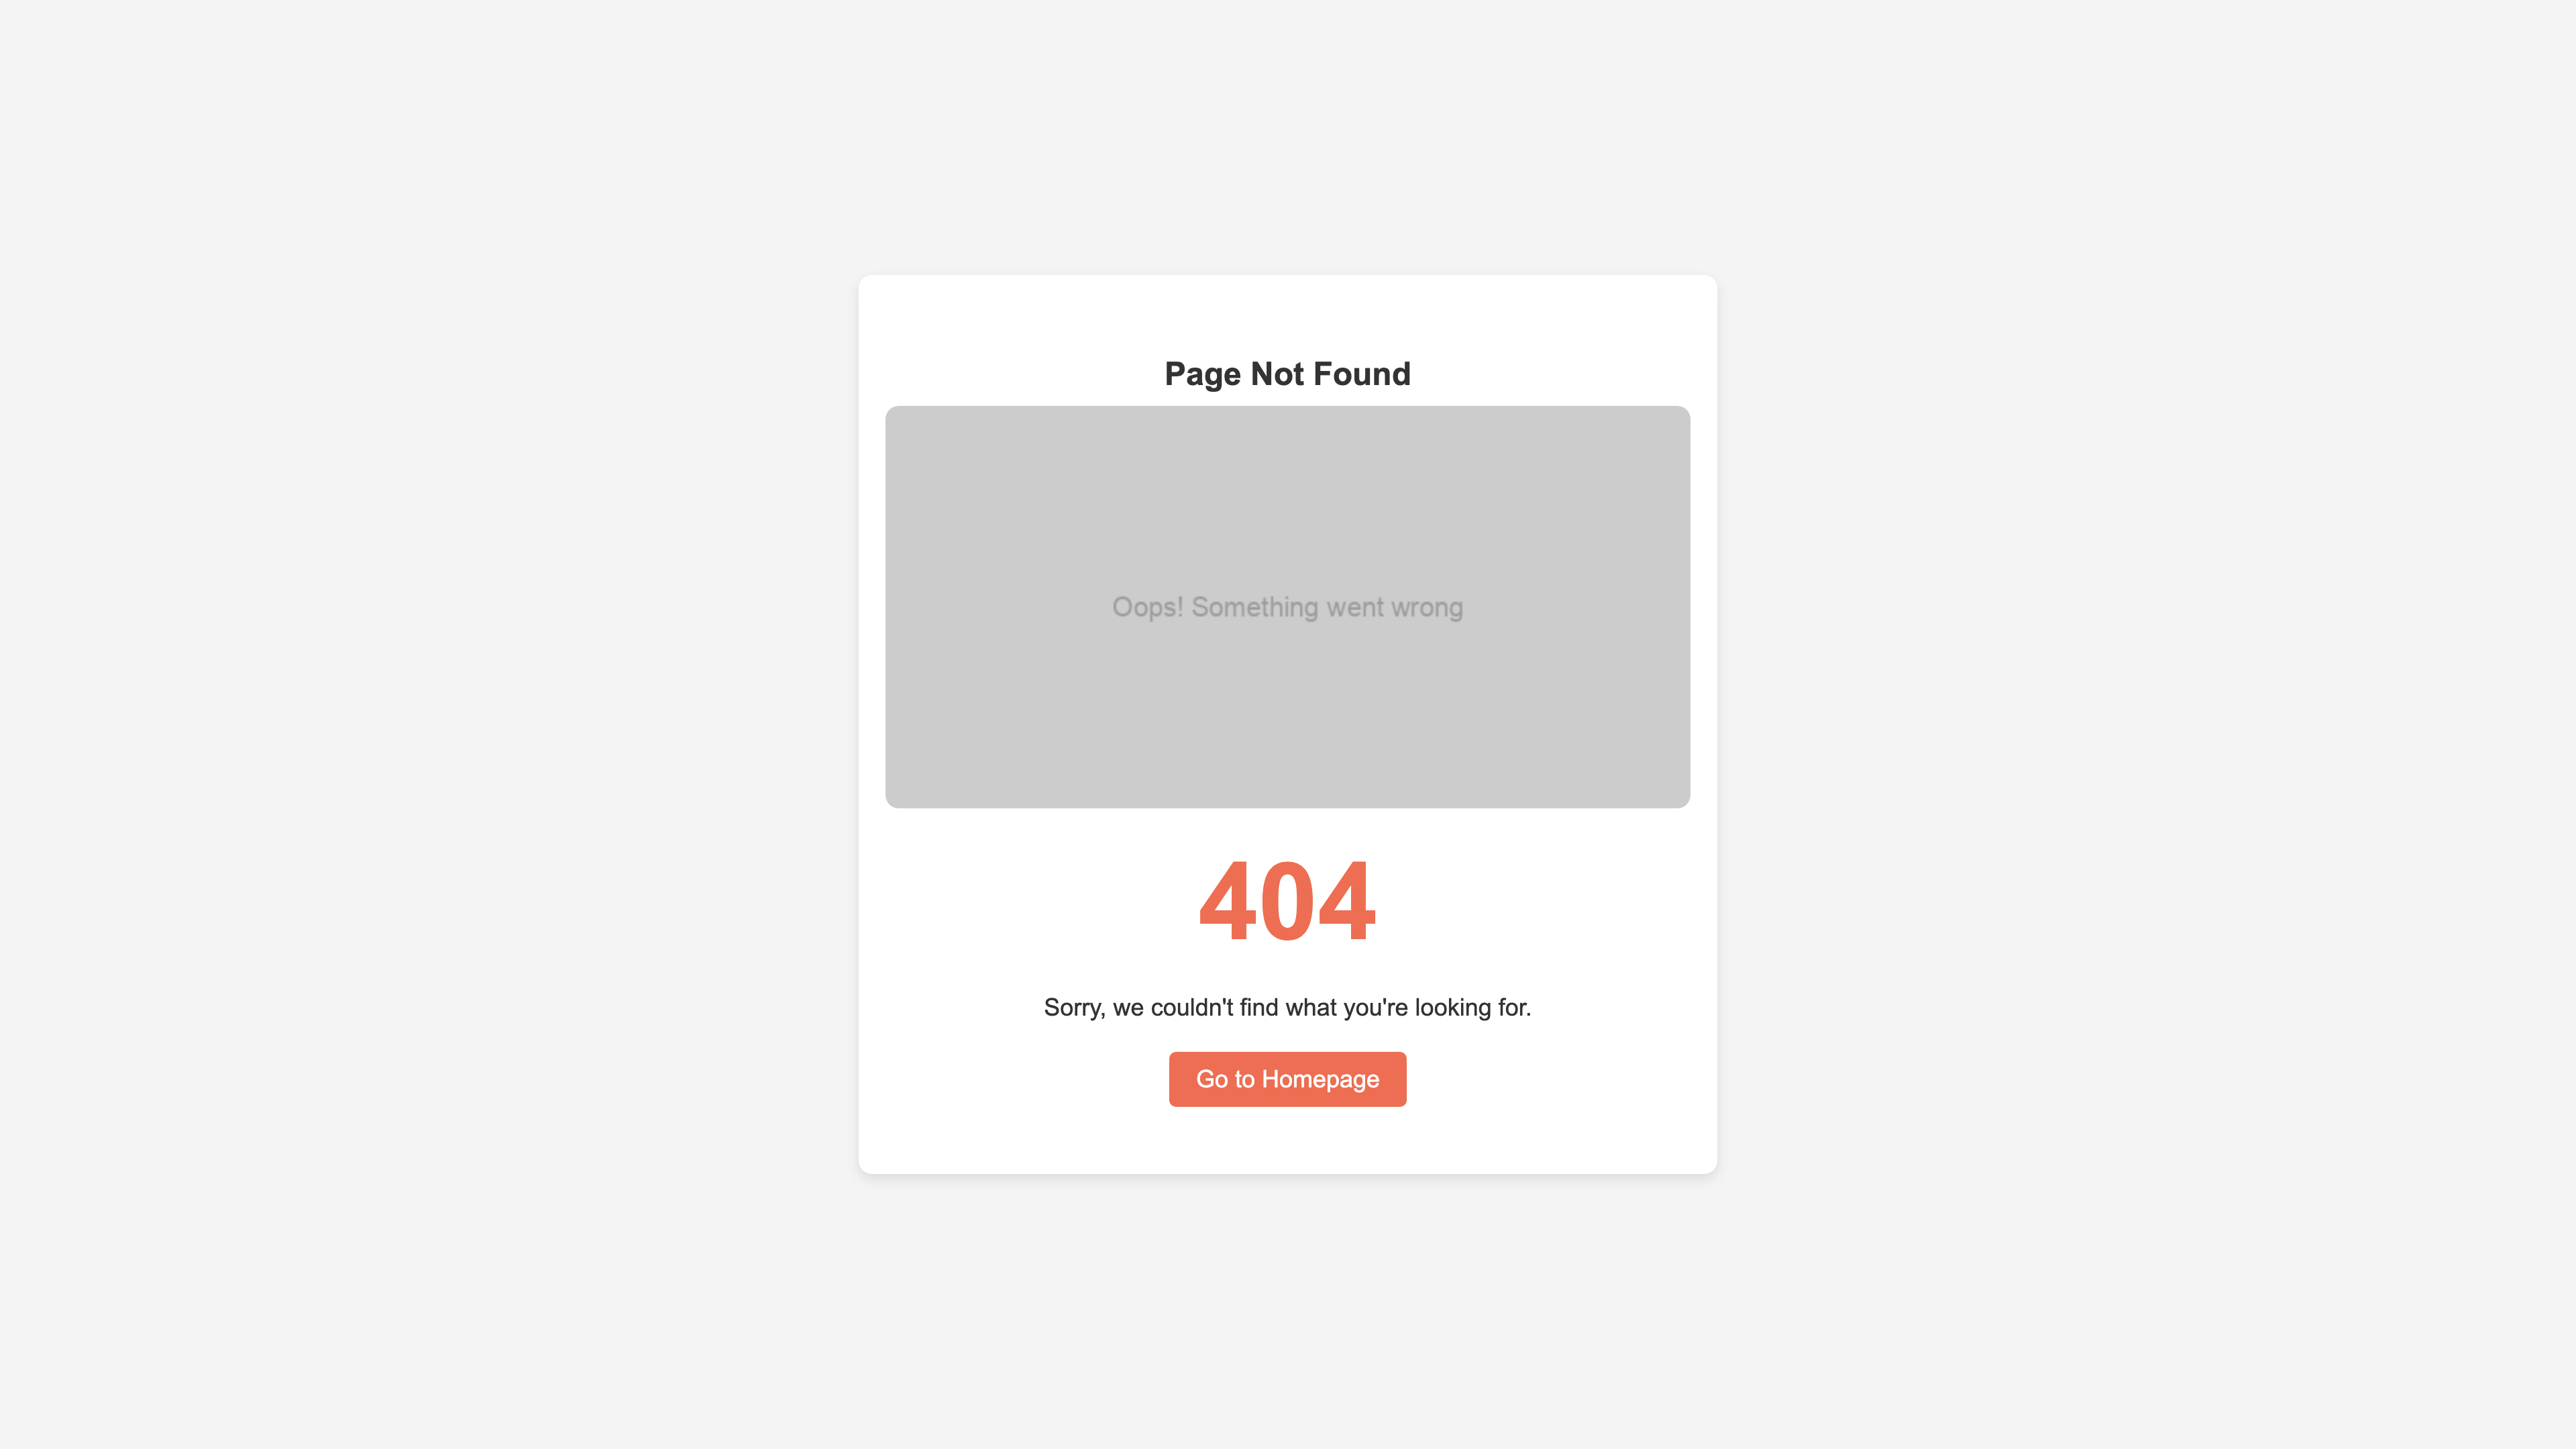 Page Not Found
Oops! Something went wrong
404
Sorry, we couldn't find what you're looking for.
Go to Homepage